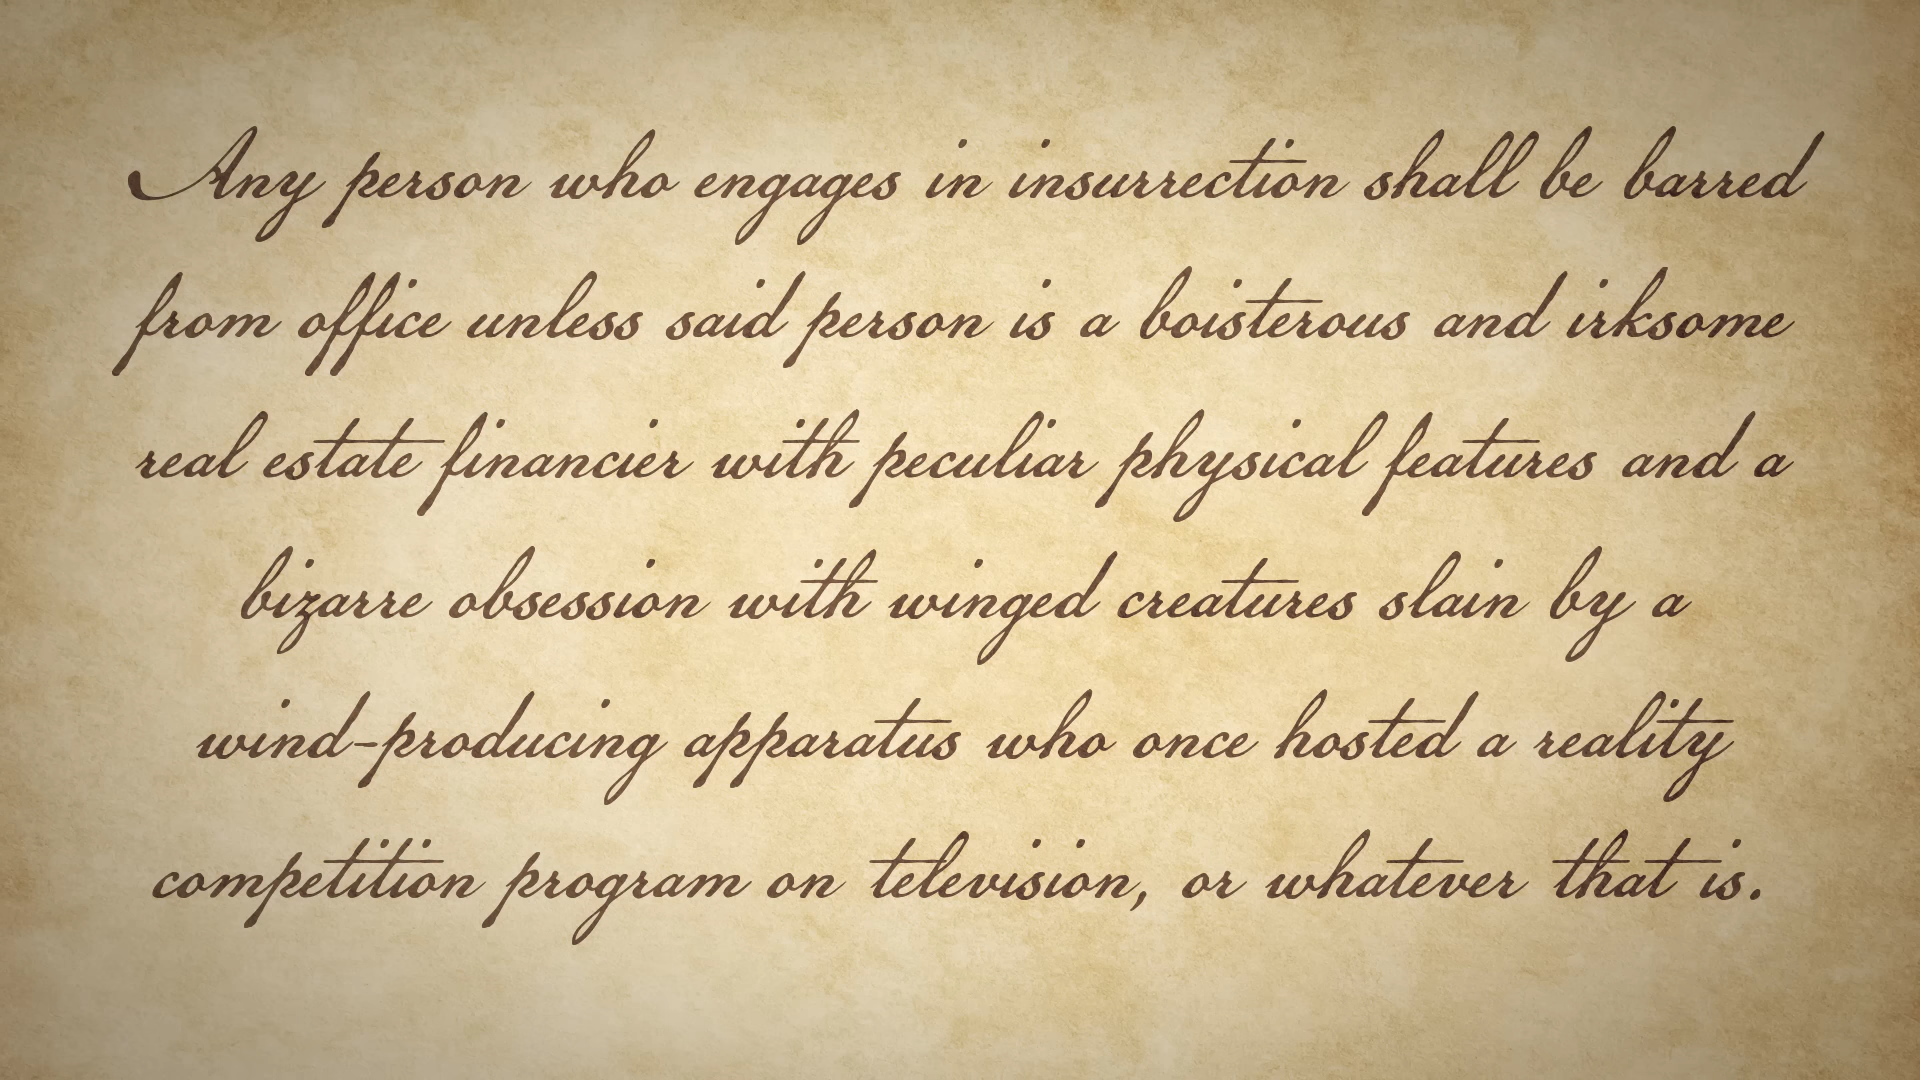 Any person who engages in insurrection shall be barred
from office unless said person is a boisterous and irksome
real estate financier with peculiar physical features and a
bizarre obsession with winged creatures slain by a
wind-producing apparatus who once hosted a reality
competition program on television, or whatever that is.